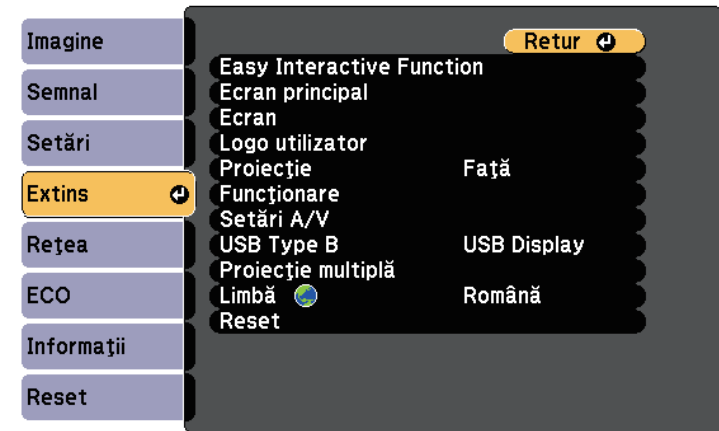 Imagine
Semnal
Setări
Extins
Reţea
ECO
Informaţii
Reset
Retur
Easy Interactive Function
Ecran principal
Ecran
Logo utilizator
Proiecţie Faţă
Funcţionare
Setări A/V
USB Type B USB Display
Proiecţie multiplă
Limbă Română
Reset